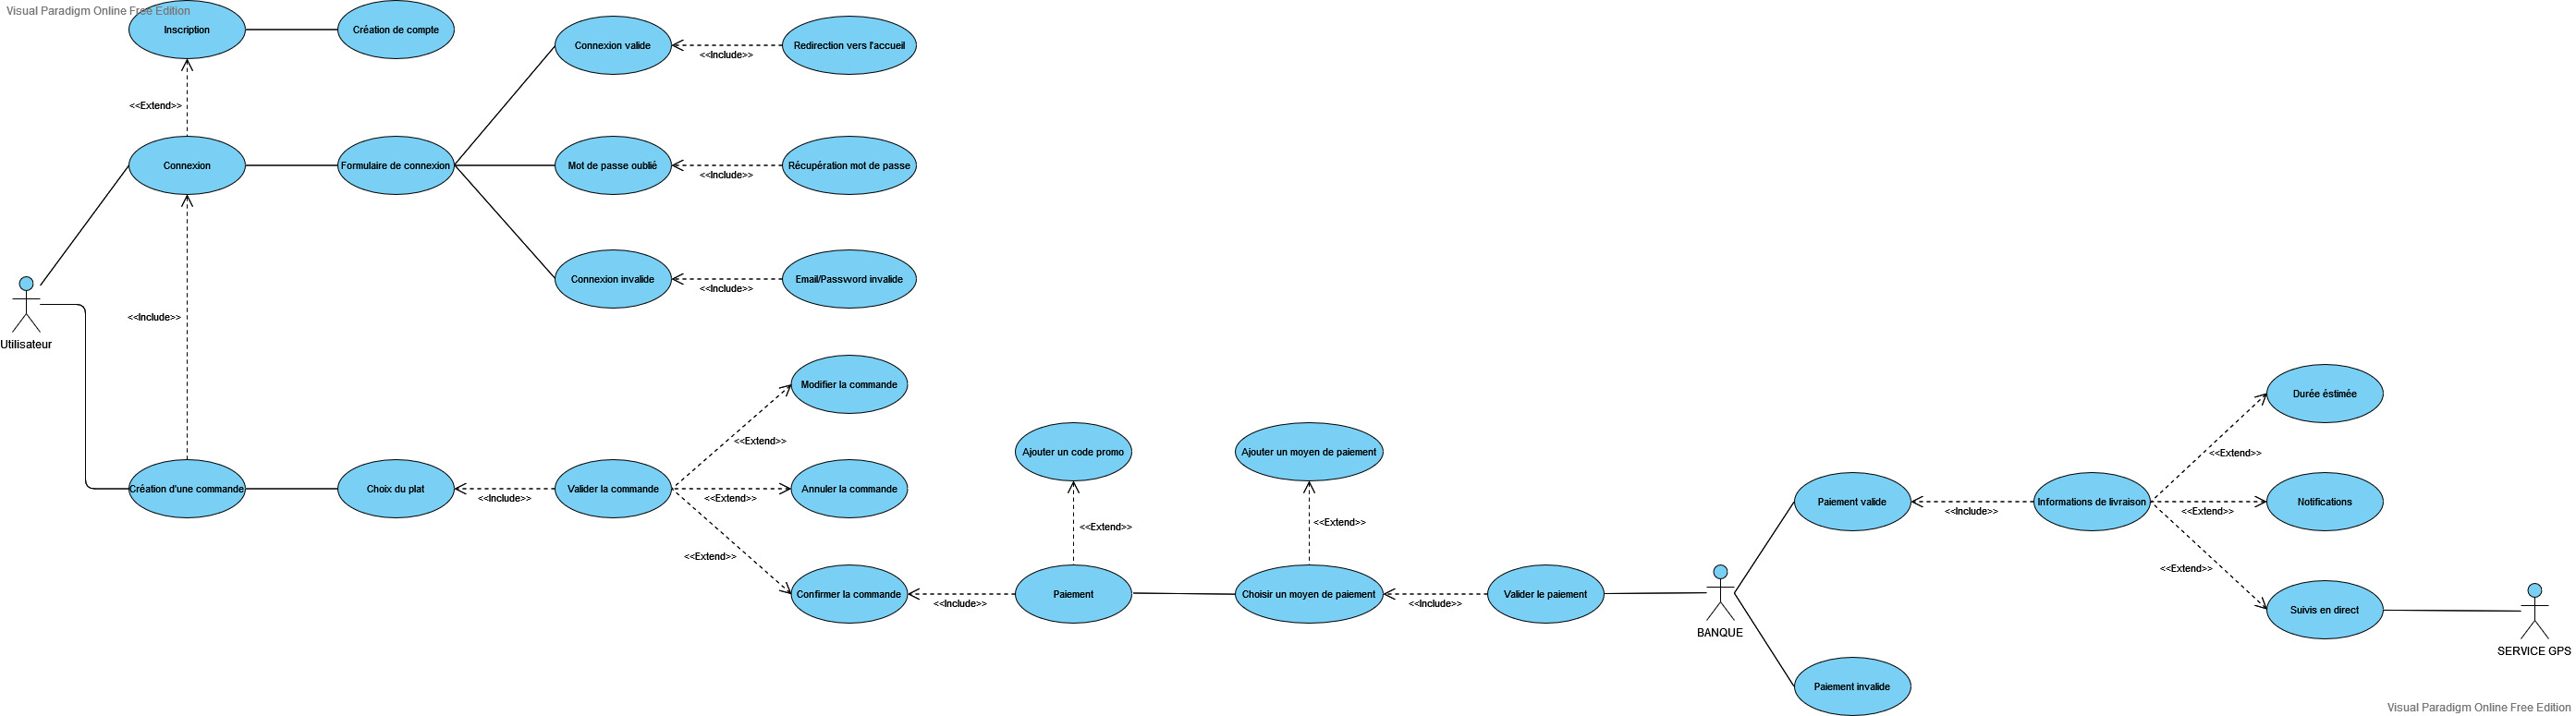 Visual Paradigm Online Free Edition
Inscription
Création de compte
Connexion valide
<<Include>>
Redirection vers l'accueil
<<Extend>>
Connexion
Formulaire de connexion
Mot de passe oublié
<<Include>>
Récupération mot de passe
Connexion invalide
<<Include>>
Email/Password invalide
<<Include>>
Utilisateur
Modifier la commande
<<Extend>>
Création d'une commande
Choix du plat
<<Include>>
Valider la commande
<<Extend>>
Annuler la commande
<<Extend>>
Confirmer la commande
<<Include>>
Ajouter un code promo
<<Extend>>
Paiement
Ajouter un moyen de paiement
<<Extend>>
Choisir un moyen de paiement
<<Include>>
Valider le paiement
BANQUE
Paiement valide
<<Include>>
Informations de livraison
Paiement invalide
Durée éstimée
<<Extend>>
Notifications
<<Extend>>
<<Extend>>
Suivis en direct
SERVICE GPS
Visual Paradigm Online Free Edition